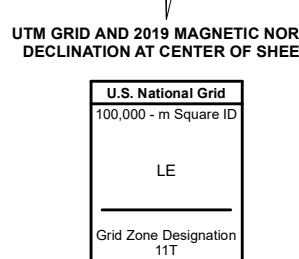 UTM GRID AND 2019 MAGNETIC NOR
DECLINATION AT CENTER OF SHEE
U.S. National Grid
100,000 - m Square ID
LE
Grid Zone Designation
11T